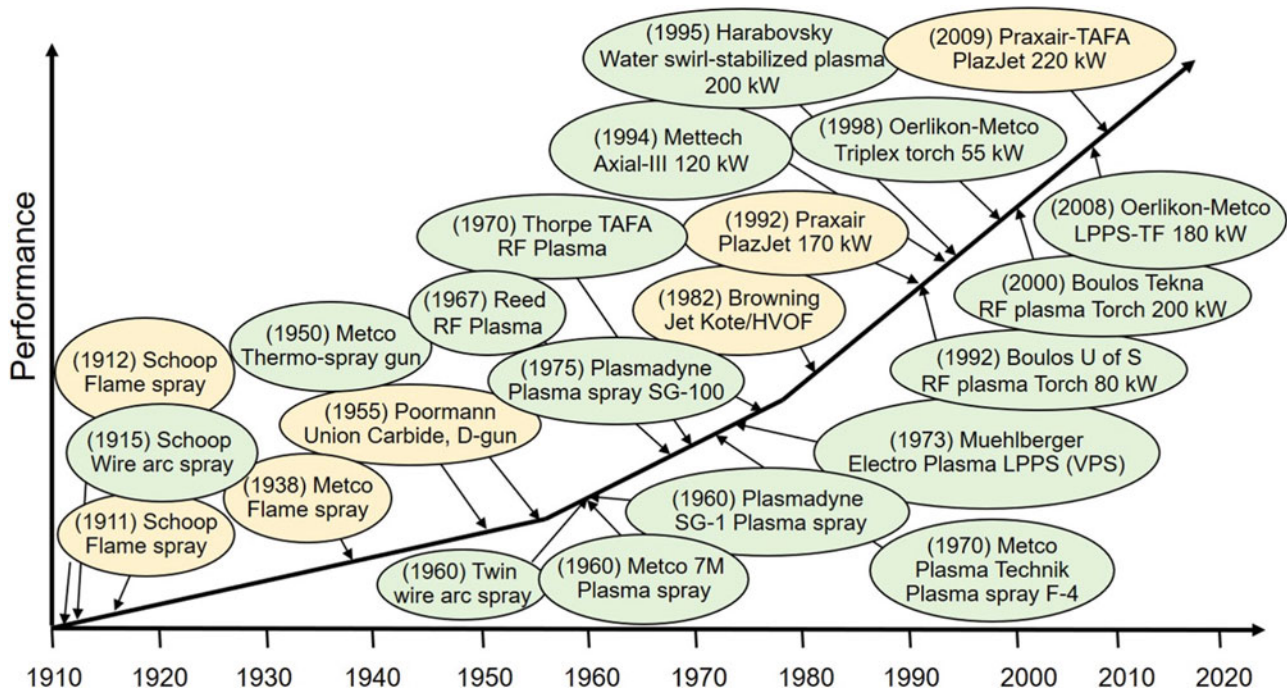 Performance
(1995) Harabovsky
Water swirl-stabilized plasma
200 kW
(2009) Praxair-TAFA
PlazJet 220 kW
(1994) Mettech
Axial-III 120 kW
(1998) Oerlikon-Metco
Triplex torch 55 kW
(1970) Thorpe TAFA
RF Plasma
(1992) Praxair
PlazJet 170 kW
(2008) Oerlikon-Metco
LPPS-TF 180 kW
(1967) Reed
RF Plasma
(1982) Browning
Jet Kote/HVOF
(2000) Boulos Tekna
RF plasma Torch 200 kW
(1950) Metco
Thermo-spray gun
(1912) Schoop
Flame spray
(1975) Plasmadyne
Plasma spray SG-100
(1992) Boulos U of S
RF plasma Torch 80 kW
(1955) Poormann
Union Carbide, D-gun
(1915) Schoop
Wire arc spray
(1973) Muehlberger
Electro Plasma LPPS (VPS)
(1938) Metco
Flame spray
(1911) Schoop
Flame spray
(1960) Plasmadyne
SG-1 Plasma spray
(1960) Twin
wire arc spray
(1960) Metco 7M
Plasma spray
(1970) Metco
Plasma Technik
Plasma spray F-4
1910 1920 1930 1940 1950 1960 1970 1980 1990 2000 2010 2020